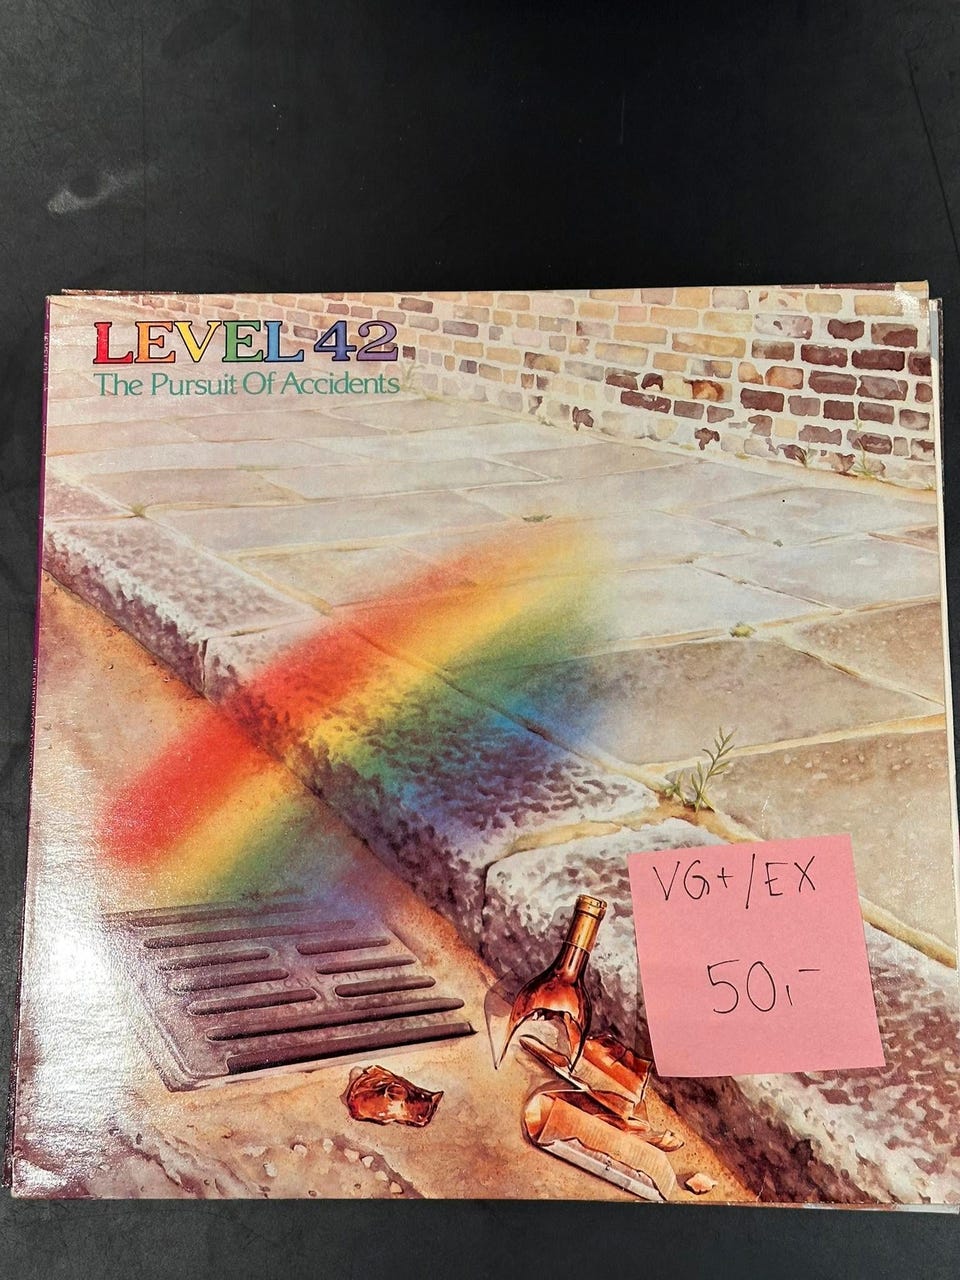 LEVEL 42
The Pursuit Of Accidents
VG+/EX
50,-